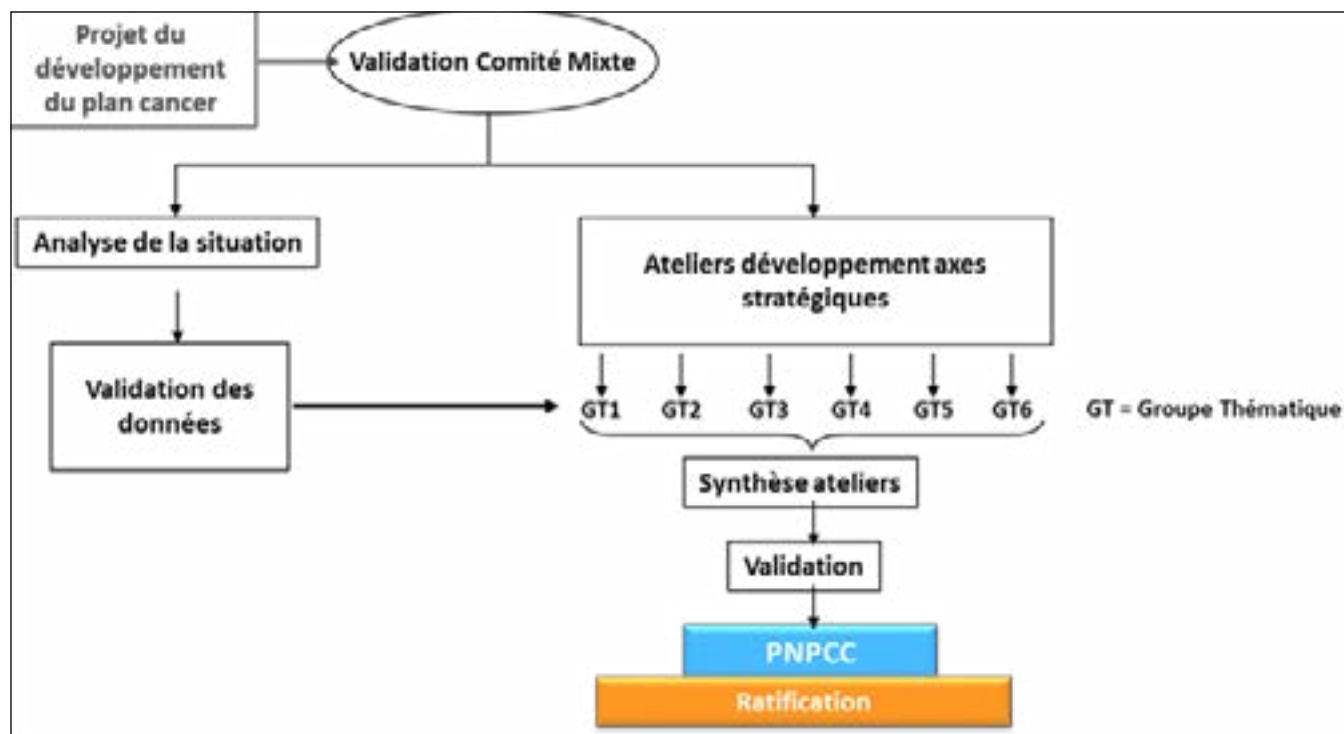 Projet du
développement
du plan cancer
Validation Comité Mixte
Analyse de la situation
Ateliers développement axes
stratégiques
Validation des
données
GT1 GT2 GT3 GT4 GT5 GT6
GT = Groupe Thématique
Synthèse ateliers
Validation
PNPCC
Ratification